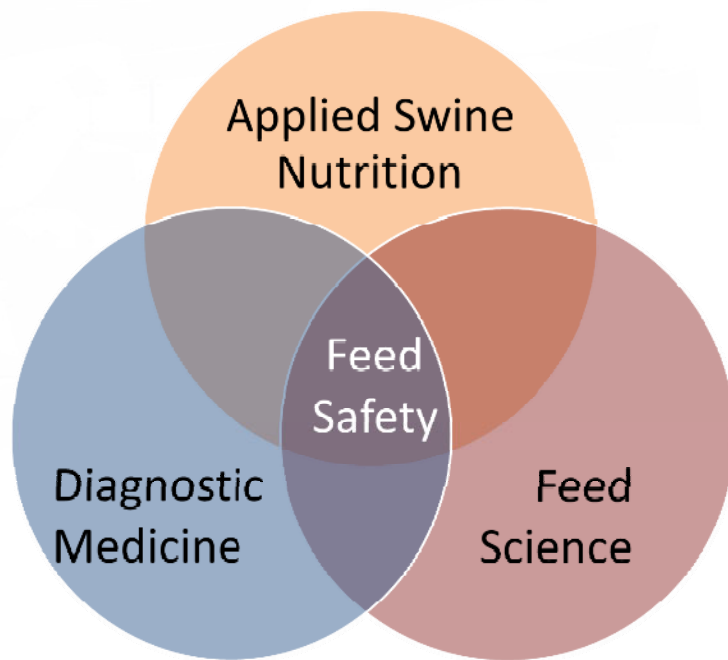 Applied Swine
Nutrition
Feed
Safety
Diagnostic
Medicine
Feed
Science